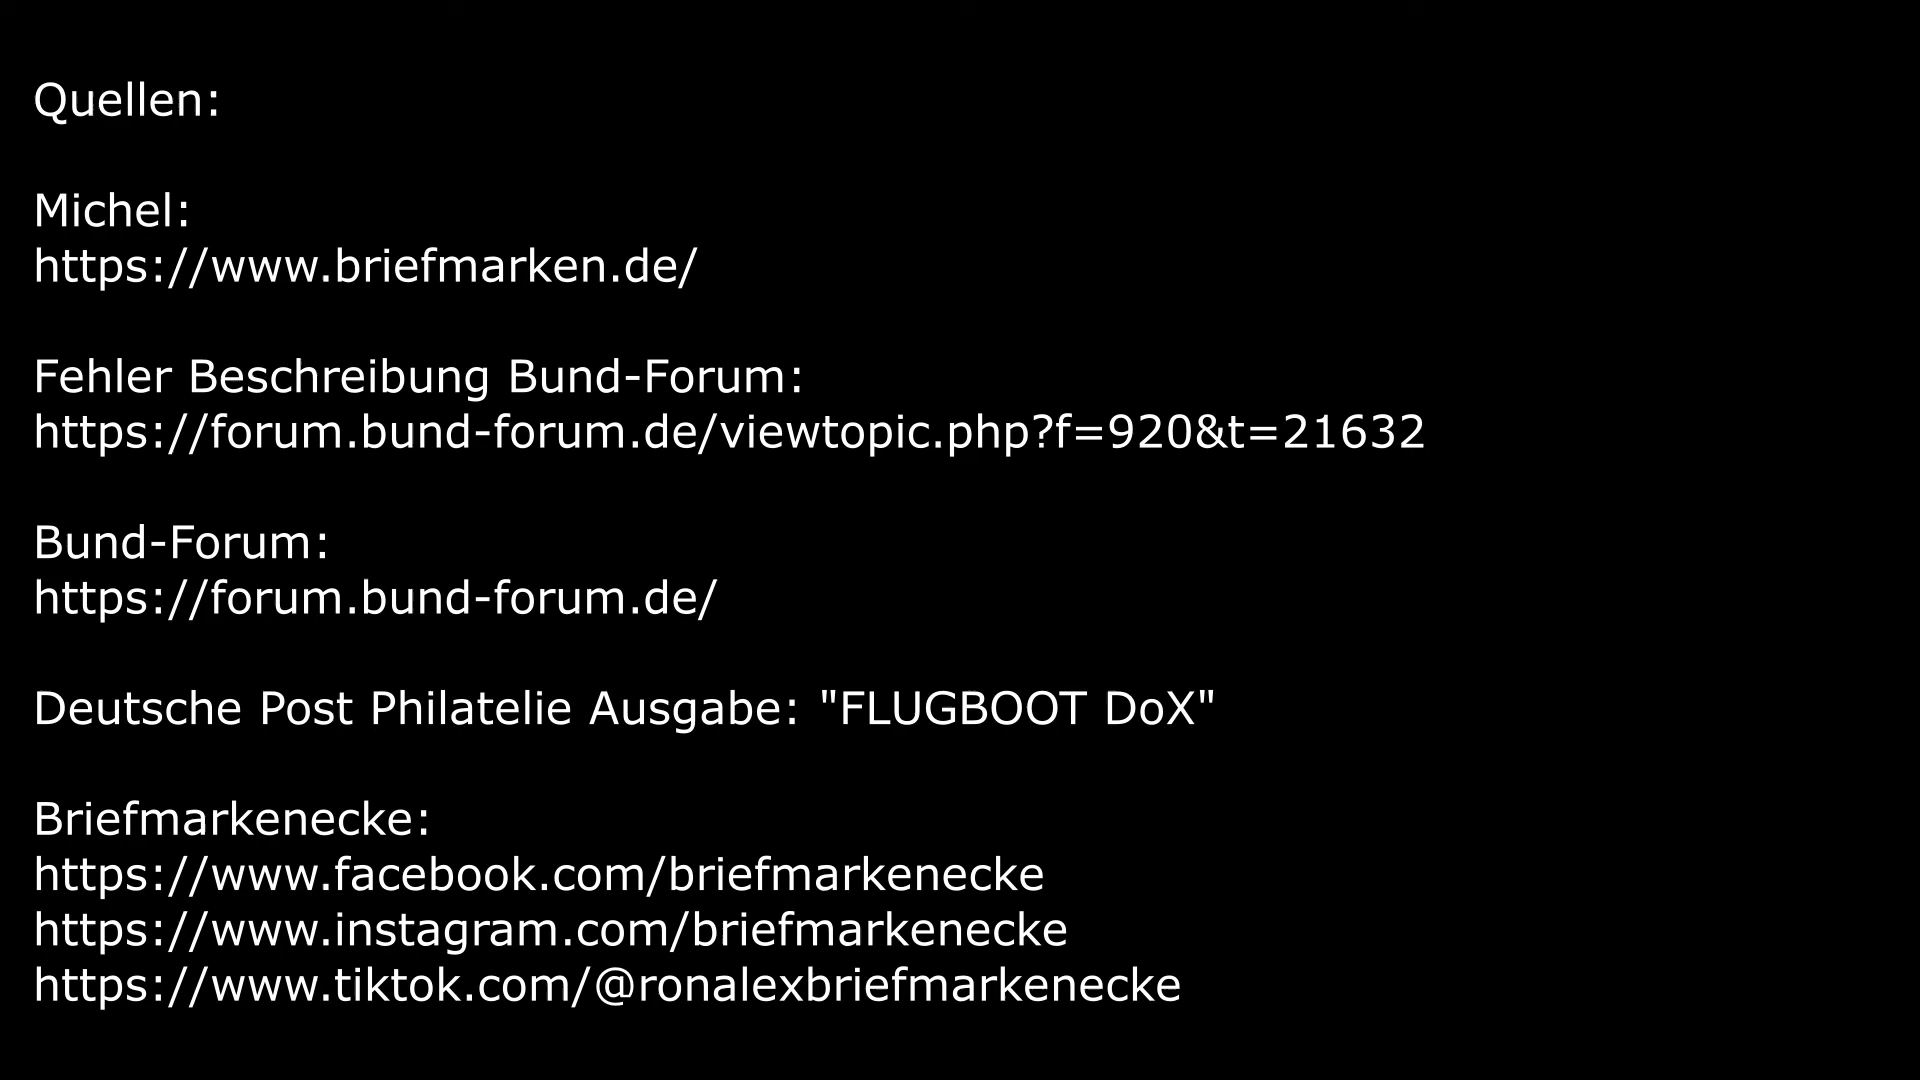 Quellen:
Michel:
https://www.briefmarken.de/
Fehler Beschreibung Bund-Forum:
https://forum.bund-forum.de/viewtopic.php?f=920&t=21632
Bund-Forum:
https://forum.bund-forum.de/
Deutsche Post Philatelie Ausgabe: "FLUGBOOT DoX"
Briefmarkenecke:
https://www.facebook.com/briefmarkenecke
https://www.instagram.com/briefmarkenecke
https://www.tiktok.com/@ronalexbriefmarkenecke